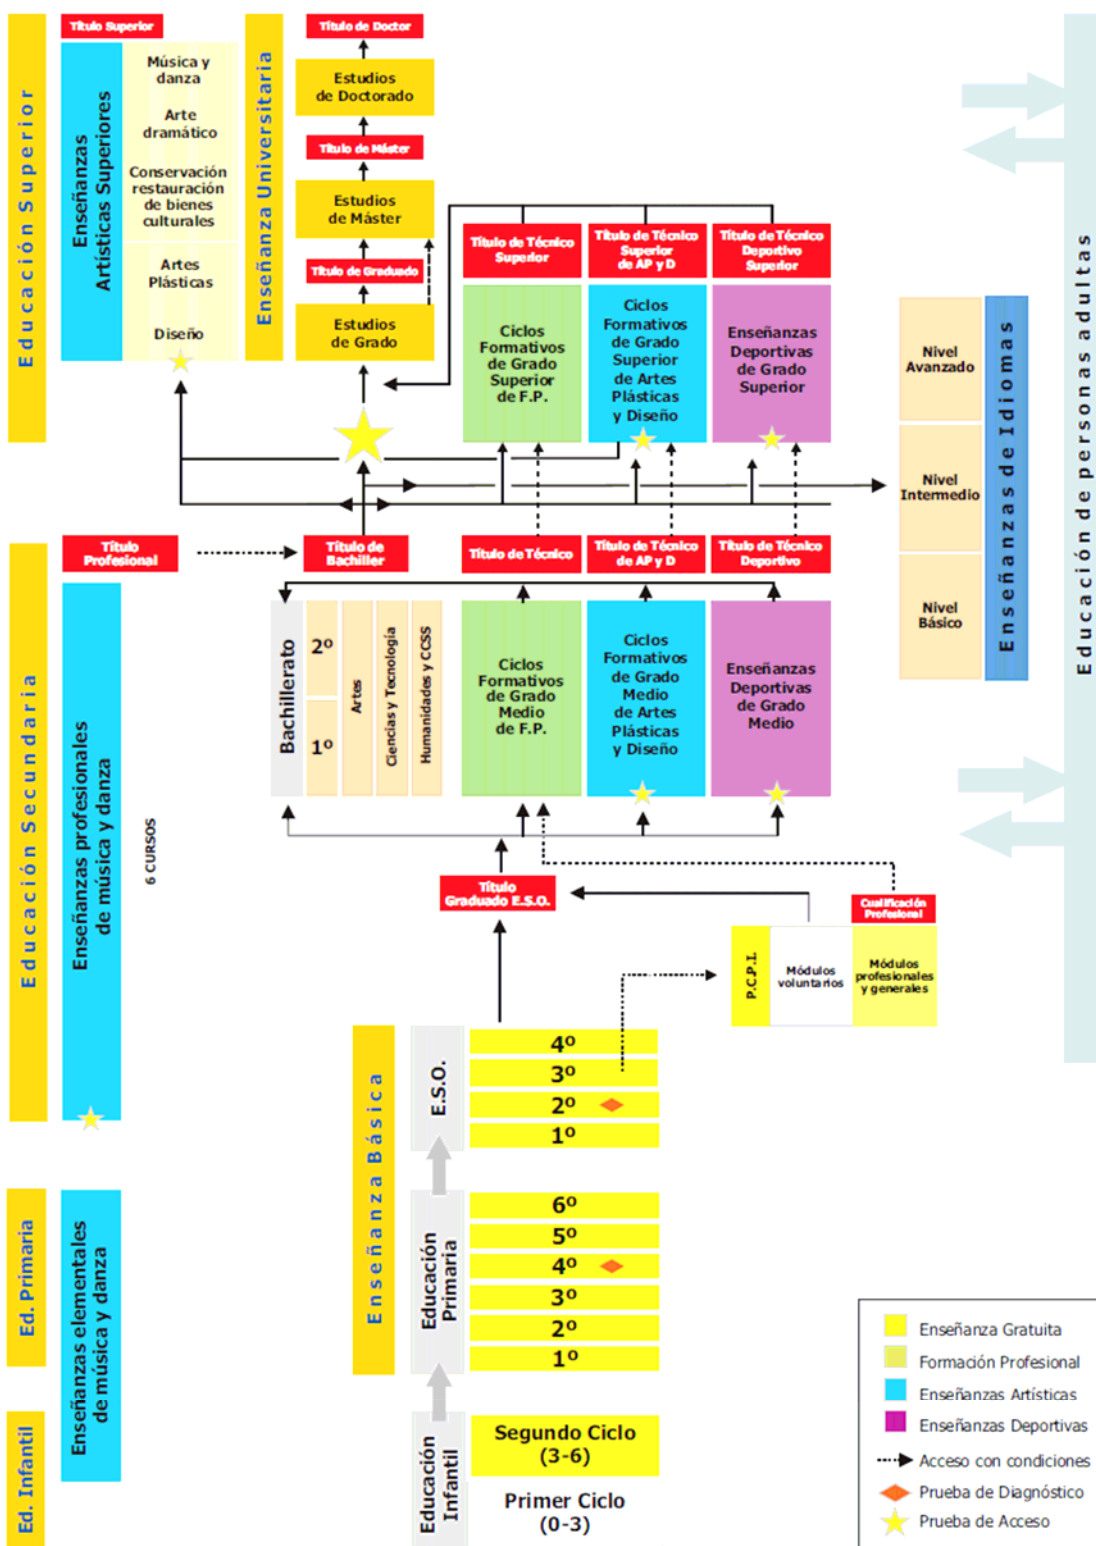 Educación Superior
Título Superior
Enseñanzas
Artísticas Superiores
Música y
danza
Arte
dramático
Conservación
restauración
de bienes
culturales
Artes
Plásticas
Diseño
Enseñanza Universitaria
Título de Doctor
Estudios
de Doctorado
Título de Máster
Estudios
de Máster
Título de Graduado
Estudios
de Grado
Título de Técnico
Superior
Título de Técnico
Superior
de AP y D
Título de Técnico
Deportivo
Superior
Ciclos
Formativos
de Grado
Superior
de F.P.
Ciclos
Formativos
de Grado
Superior
de Artes
Plásticas
y Diseño
Enseñanzas
Deportivas
de Grado
Superior
Nivel
Avanzado
Nivel
Intermedio
Nivel
Básico
Enseñanzas de Idiomas
Educación de personas adultas
Educación Secundaria
Título
Profesional
Enseñanzas profesionales
de música y danza
6 CURSOS
Título de
Bachiller
Título de Técnico
Título de Técnico
de AP y D
Título de Técnico
Deportivo
Bachillerato
2º
1º
Artes
Ciencias y Tecnología
Humanidades y CCSS
Ciclos
Formativos
de Grado
Medio
de F.P.
Ciclos
Formativos
de Grado
Medio
de Artes
Plásticas
y Diseño
Enseñanzas
Deportivas
de Grado
Medio
Título
Graduado E.S.O.
Cualificación
Profesional
P.C.P.I.
Módulos
voluntarios
Módulos
profesionales
y generales
Enseñanza Básica
E.S.O.
4º
3º
2º
1º
Ed. Primaria
Enseñanzas elementales
de música y danza
Educación
Primaria
6º
5º
4º
3º
2º
1º
Ed. Infantil
Educación
Infantil
Segundo Ciclo
(3-6)
Primer Ciclo
(0-3)
Enseñanza Gratuita
Formación Profesional
Enseñanzas Artísticas
Enseñanzas Deportivas
Acceso con condiciones
Prueba de Diagnóstico
Prueba de Acceso